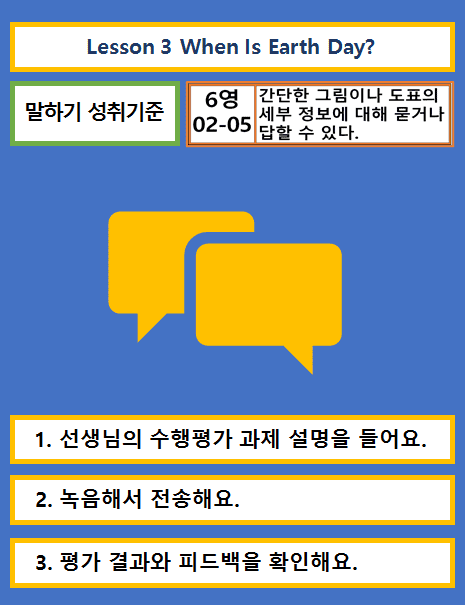 Lesson 3 When Is Earth Day?
말하기 성취기준
6영
02-05
간단한 그림이나 도표의
세부 정보에 대해 묻거나
답할 수 있다.
1. 선생님의 수행평가 과제 설명을 들어요.
2. 녹음해서 전송해요.
3. 평가 결과와 피드백을 확인해요.